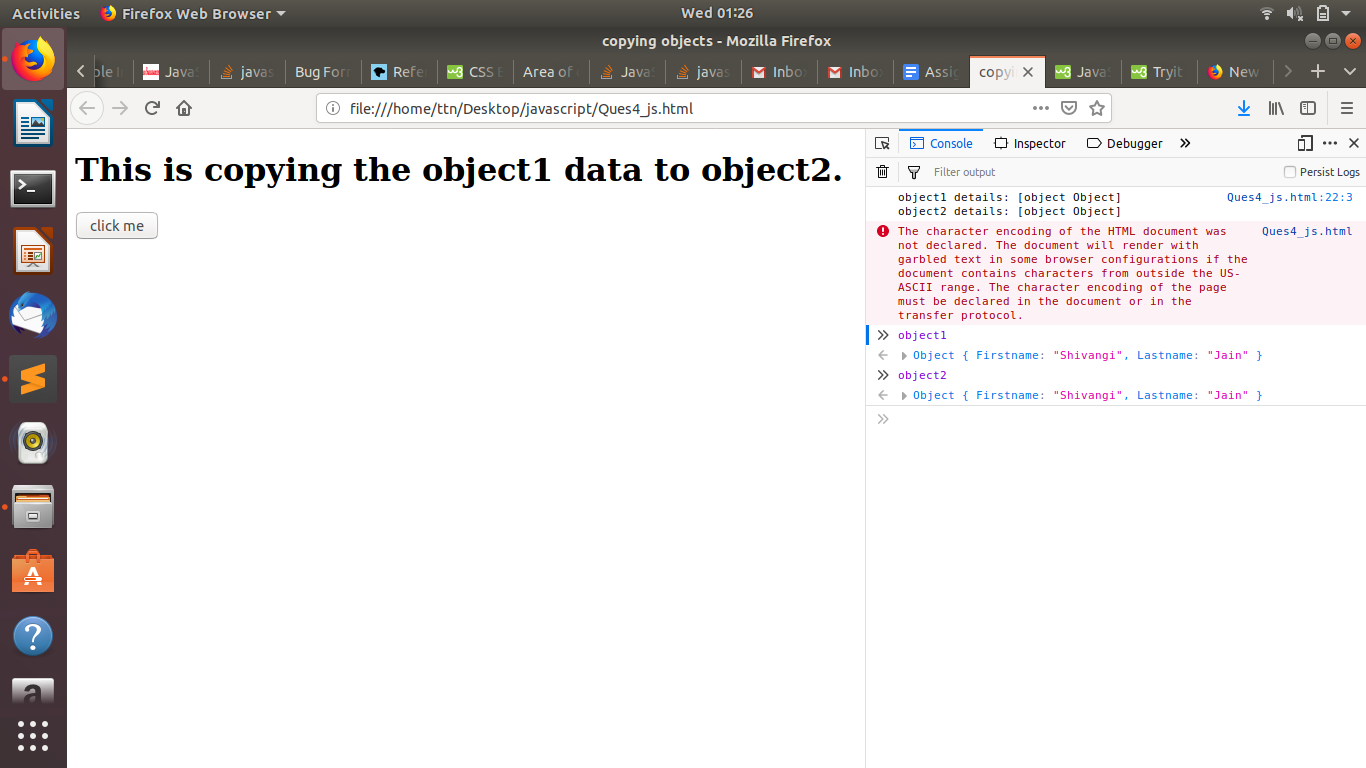 Activities
Firefox Web Browser
Wed 01:26
copying objects - Mozilla Firefox
JavaS
javas
Bug Form
Refe
CSS
Area of
JavaS
javas
Inbo
Inbo
Assig
copyi
JavaS
Tryit
New
file:///home/ttn/Desktop/javascript/Ques4_js.html
This is copying the object1 data to object2.
click me
Console
Inspector
Debugger
Filter output
Persist Logs
object1 details: [object Object]
Ques4_js.html:22:3
object2 details: [object Object]
The character encoding of the HTML document was
Ques4_js.html
not declared. The document will render with
garbled text in some browser configurations if the
document contains characters from outside the US-
ASCII range. The character encoding of the page
must be declared in the document or in the
transfer protocol.
object1
Object { Firstname: "Shivangi", Lastname: "Jain" }
object2
Object { Firstname: "Shivangi", Lastname: "Jain" }